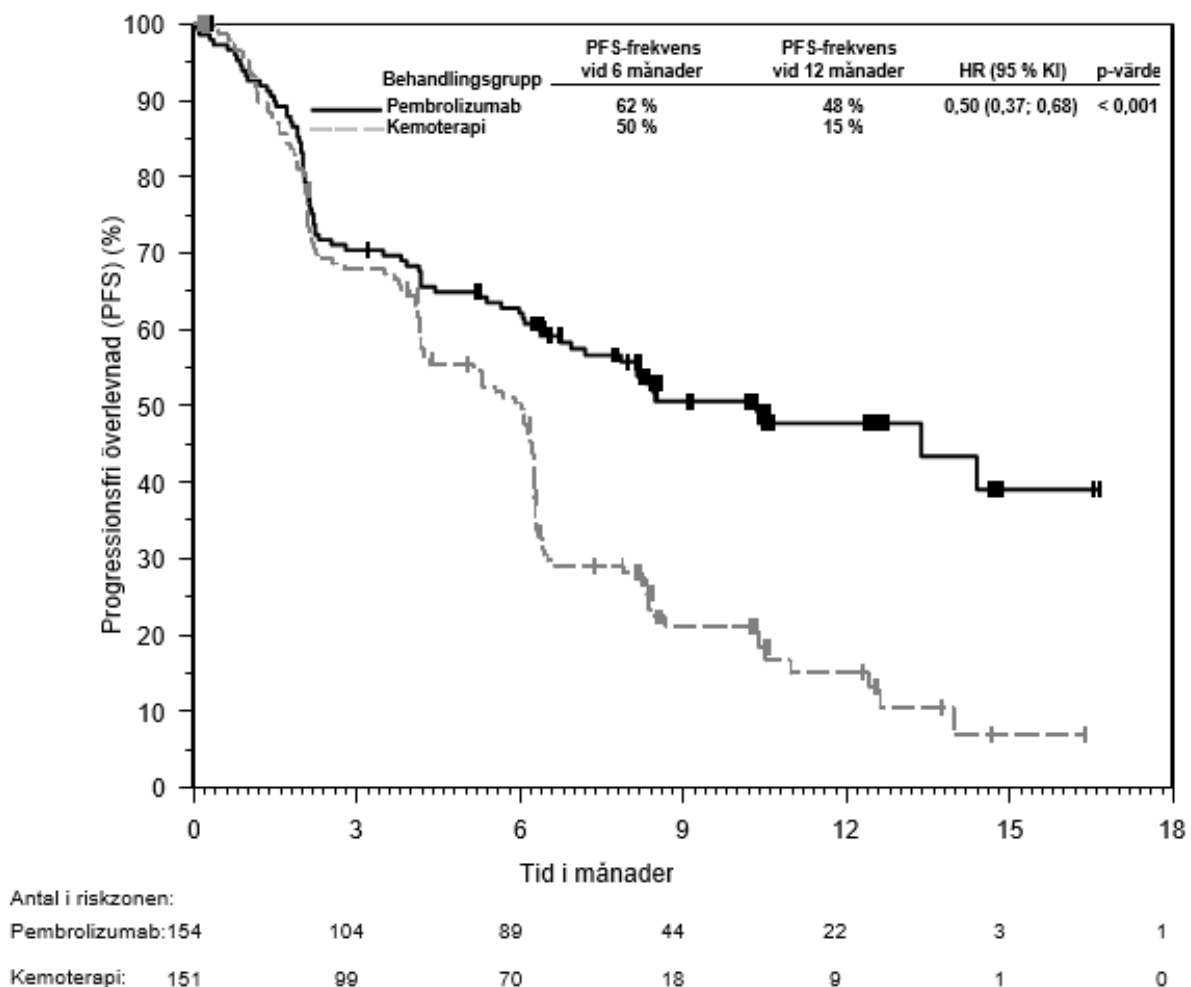 PFS-frekvens PFS-frekvens
Behandlingsgrupp vid 6 månader vid 12 månader HR (95 % KI) p-värde
Pembrolizumab 62 % 48 % 0,50 (0,37; 0,68) < 0,001
Kemoterapi 50 % 15 %
Progressionsfri överlevnad (PFS) (%)
100
90
80
70
60
50
40
30
20
10
0
0 3 6 9 12 15 18
Tid i månader
Antal i riskzonen:
Pembrolizumab: 154 104 89 44 22 3 1
Kemoterapi: 151 99 70 18 9 1 0